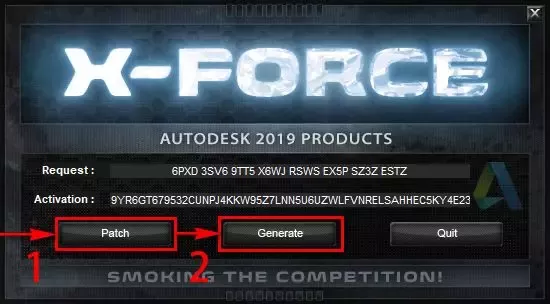 X-FORCE
AUTODESK 2019 PRODUCTS
Request : 6PXD 3SV6 9TT5 X6WJ RSWS EX5P SZ3Z ESTZ
Activation : 9YR6GT679532CUNPJ4KKW95Z7LNN5U6UZWLFVNRELSAHHEC5KY4E23
Patch Generate Quit
1 2
SMOKING THE COMPETITION!